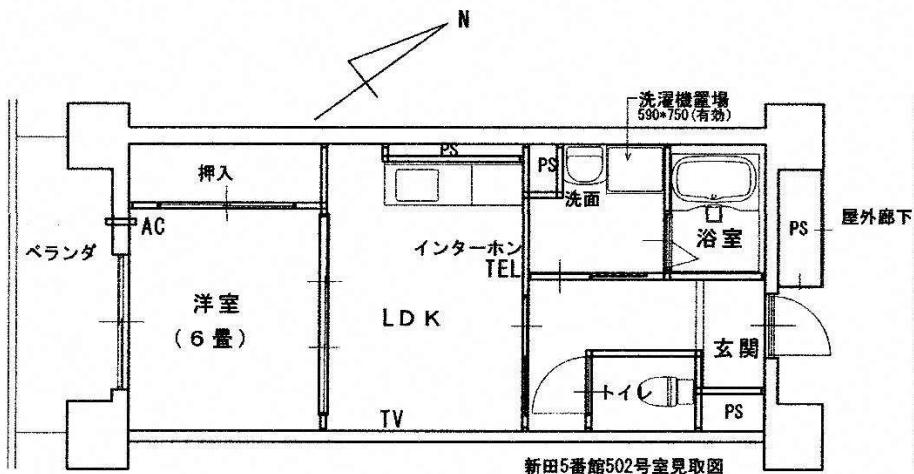 N
洗濯機置場
590*750(有効)
PS
PS
押入
洗面
AC
浴室
PS
屋外廊下
ベランダ
インターホン
TEL
洋室
(6畳)
LDK
玄関
トイレ
TV
PS
新田5番館502号室見取図